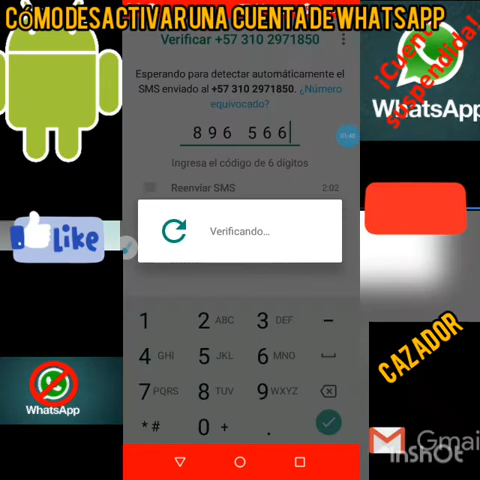 CÓMO DESACTIVAR UNA CUENTA DE WHATSAPP
Verificar +57 310 2971850
¡Cuenta suspendida!
Esperando para detectar automáticamente el
SMS enviado al +57 310 2971850. ¿Número
equivocado?
WhatsApp
896 566
Ingresa el código de 6 dígitos
Reenviar SMS 2:02
Like
Verificando...
1 2 ABC 3 DEF –
4 GHI 5 JKL 6 MNO
7 PQRS 8 TUV 9 WXYZ
* # 0 + .
CAZADOR
WhatsApp
Gmai
InShOt